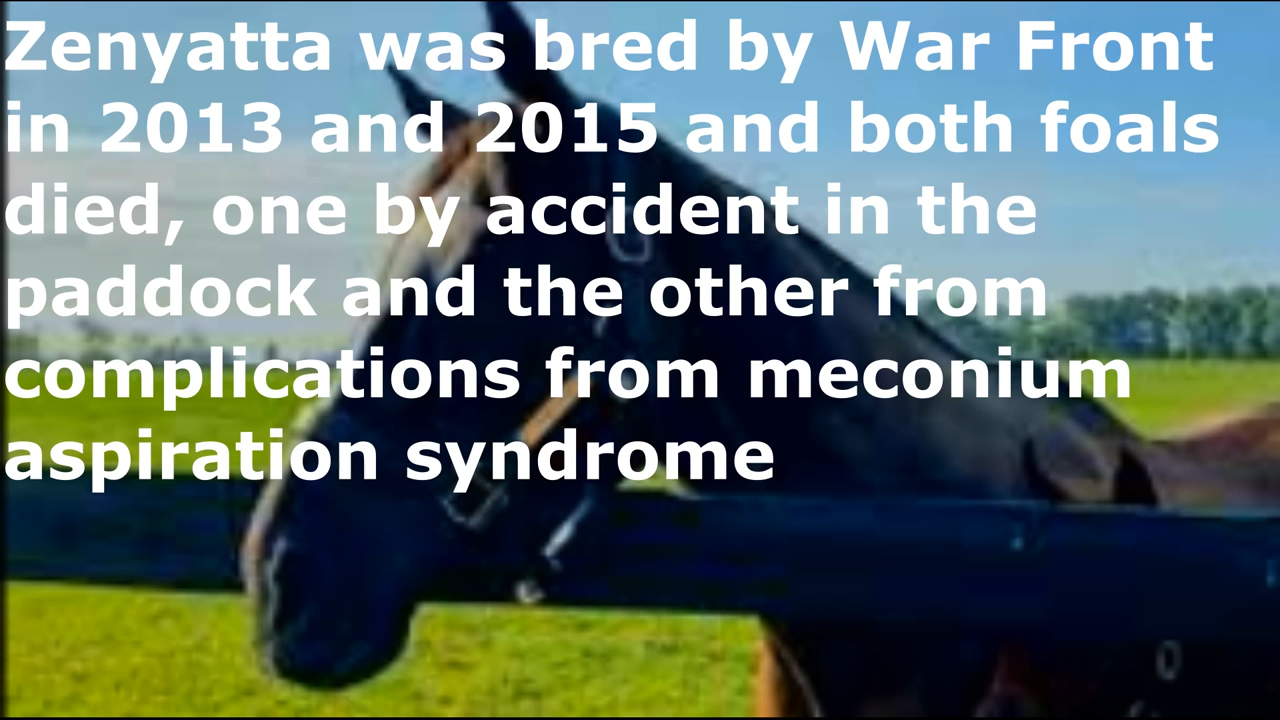 Zenyatta was bred by War Front
in 2013 and 2015 and both foals
died, one by accident in the
paddock and the other from
complications from meconium
aspiration syndrome